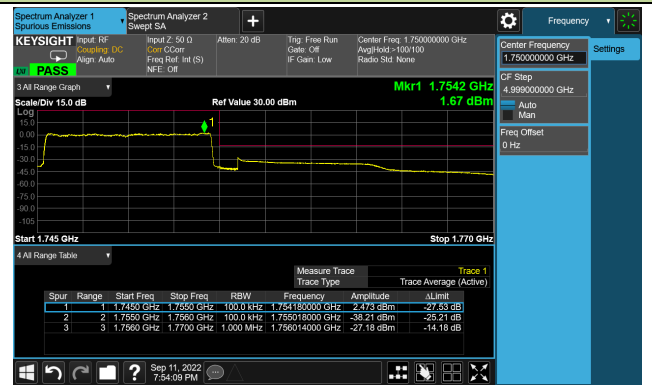 Spectrum Analyzer 1
Spurious Emissions
Spectrum Analyzer 2
Swept SA
Frequency
KEYSIGHT
Input: RF
Coupling: DC
Align: Auto
Input Z: 50 Ω
Corr CCorr
Freq Ref: Int (S)
NFE: Off
Atten: 20 dB
Trig: Free Run
Gate: Off
IF Gain: Low
Center Freq: 1.750000000 GHz
Avg|Hold:>100/100
Radio Std: None
LXI
PASS
Center Frequency
1.750000000 GHz
Settings
CF Step
4.999000000 GHz
Auto
Man
Freq Offset
0 Hz
3 All Range Graph
Mkr1 1.7542 GHz
Scale/Div 15.0 dB
Ref Value 30.00 dBm
1.67 dBm
Log
15.0
0.00
-15.0
-30.0
-45.0
-60.0
-75.0
-90.0
-105
1
Start 1.745 GHz
Stop 1.770 GHz
4 All Range Table
Measure Trace Trace 1
Trace Type Trace Average (Active)
Spur Range Start Freq Stop Freq RBW Frequency Amplitude ΔLimit
1 1 1.7450 GHz 1.7550 GHz 100.0 kHz 1.754180000 GHz 2.473 dBm -27.53 dB
2 2 1.7550 GHz 1.7560 GHz 100.0 kHz 1.755018000 GHz -38.21 dBm -25.21 dB
3 3 1.7560 GHz 1.7700 GHz 1.000 MHz 1.756014000 GHz -27.18 dBm -14.18 dB
Sep 11, 2022
7:54:09 PM